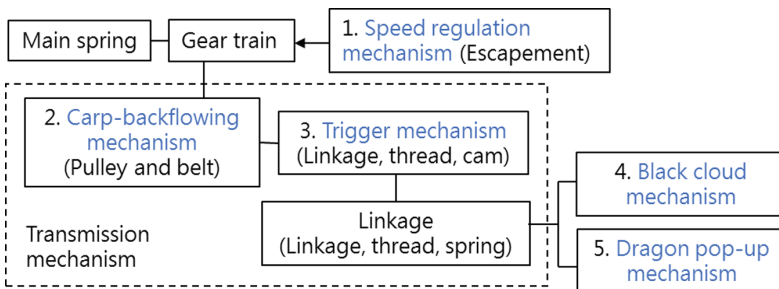 Main spring
Gear train
1. Speed regulation
mechanism (Escapement)
2. Carp-backflowing
mechanism
(Pulley and belt)
3. Trigger mechanism
(Linkage, thread, cam)
4. Black cloud
mechanism
Linkage
(Linkage, thread, spring)
Transmission
mechanism
5. Dragon pop-up
mechanism